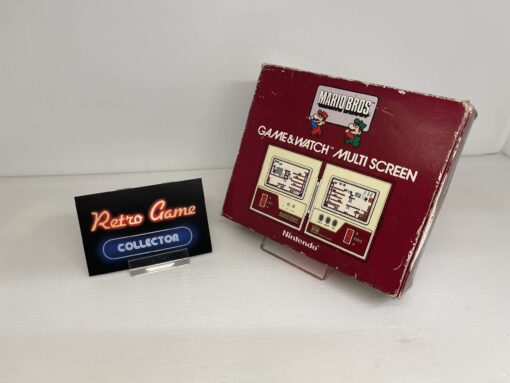 Retro Game
COLLECTOR
MARIO BROS.
GAME & WATCH MULTI SCREEN
Nintendo